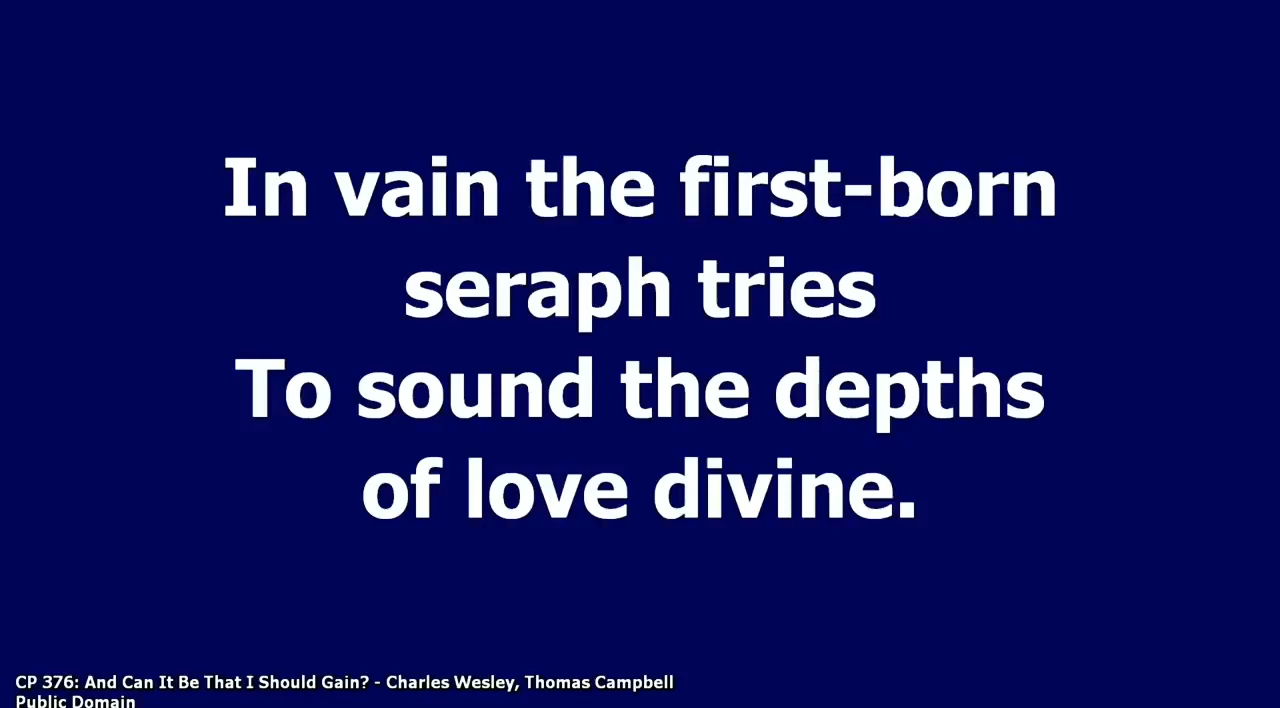 In vain the first-born
seraph tries
To sound the depths
of love divine.
CP 376: And Can It Be That I Should Gain? - Charles Wesley, Thomas Campbell
Public Domain